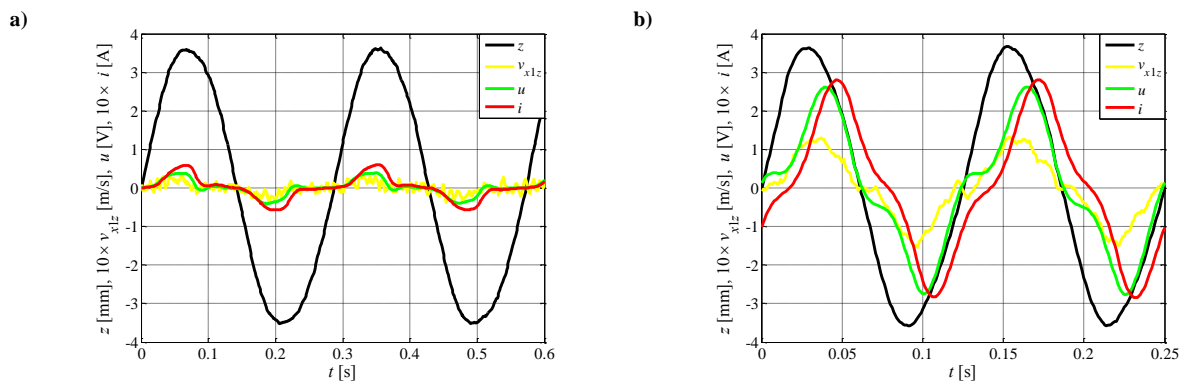 a)
z [mm], 10× v_x1z [m/s], u [V], 10× i [A]
4
3
2
1
0
-1
-2
-3
-4
0
0.1
0.2
0.3
0.4
0.5
0.6
t [s]
z
v_x1z
u
i
b)
z [mm], 10× v_x1z [m/s], u [V], 10× i [A]
4
3
2
1
0
-1
-2
-3
-4
0
0.05
0.1
0.15
0.2
0.25
t [s]
z
v_x1z
u
i